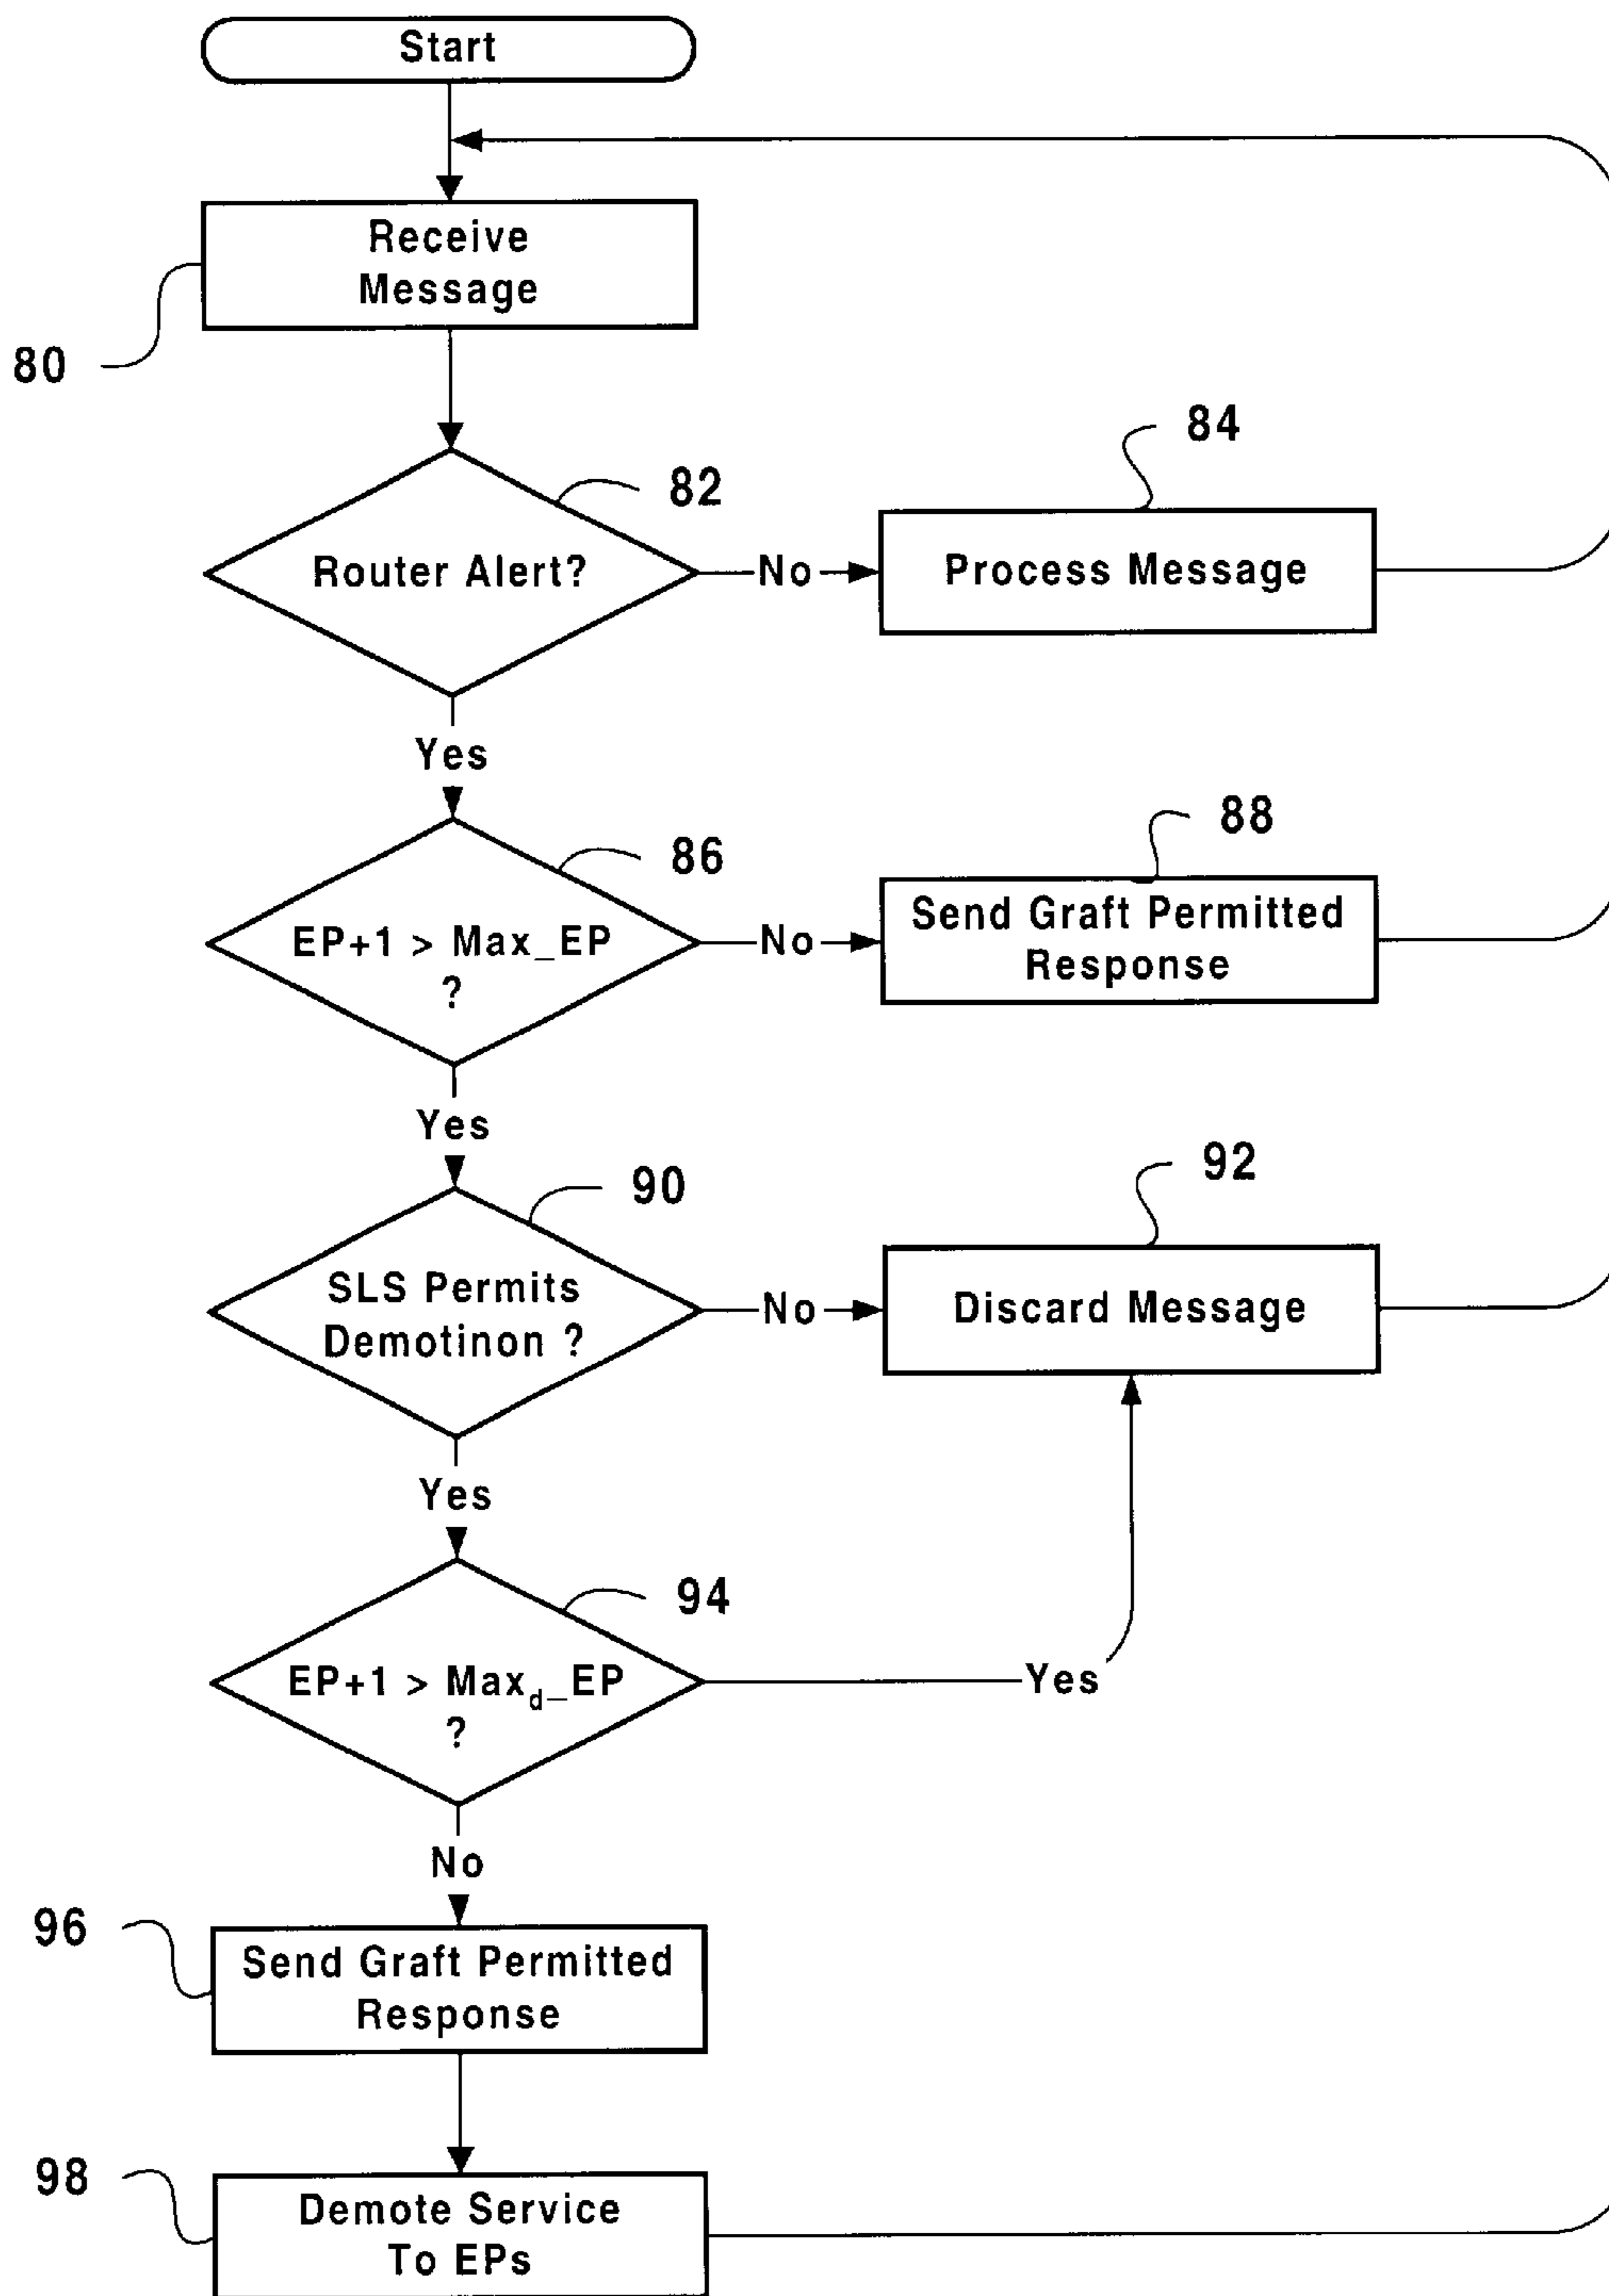 Start
Receive
Message
80
82
84
Router Alert?
No
Process Message
Yes
86
88
EP+1 > Max_EP
?
No
Send Graft Permitted
Response
Yes
90
92
SLS Permits
Demotinon ?
No
Discard Message
Yes
94
EP+1 > Maxd_EP
?
Yes
No
96
Send Graft Permitted
Response
98
Demote Service
To EPs